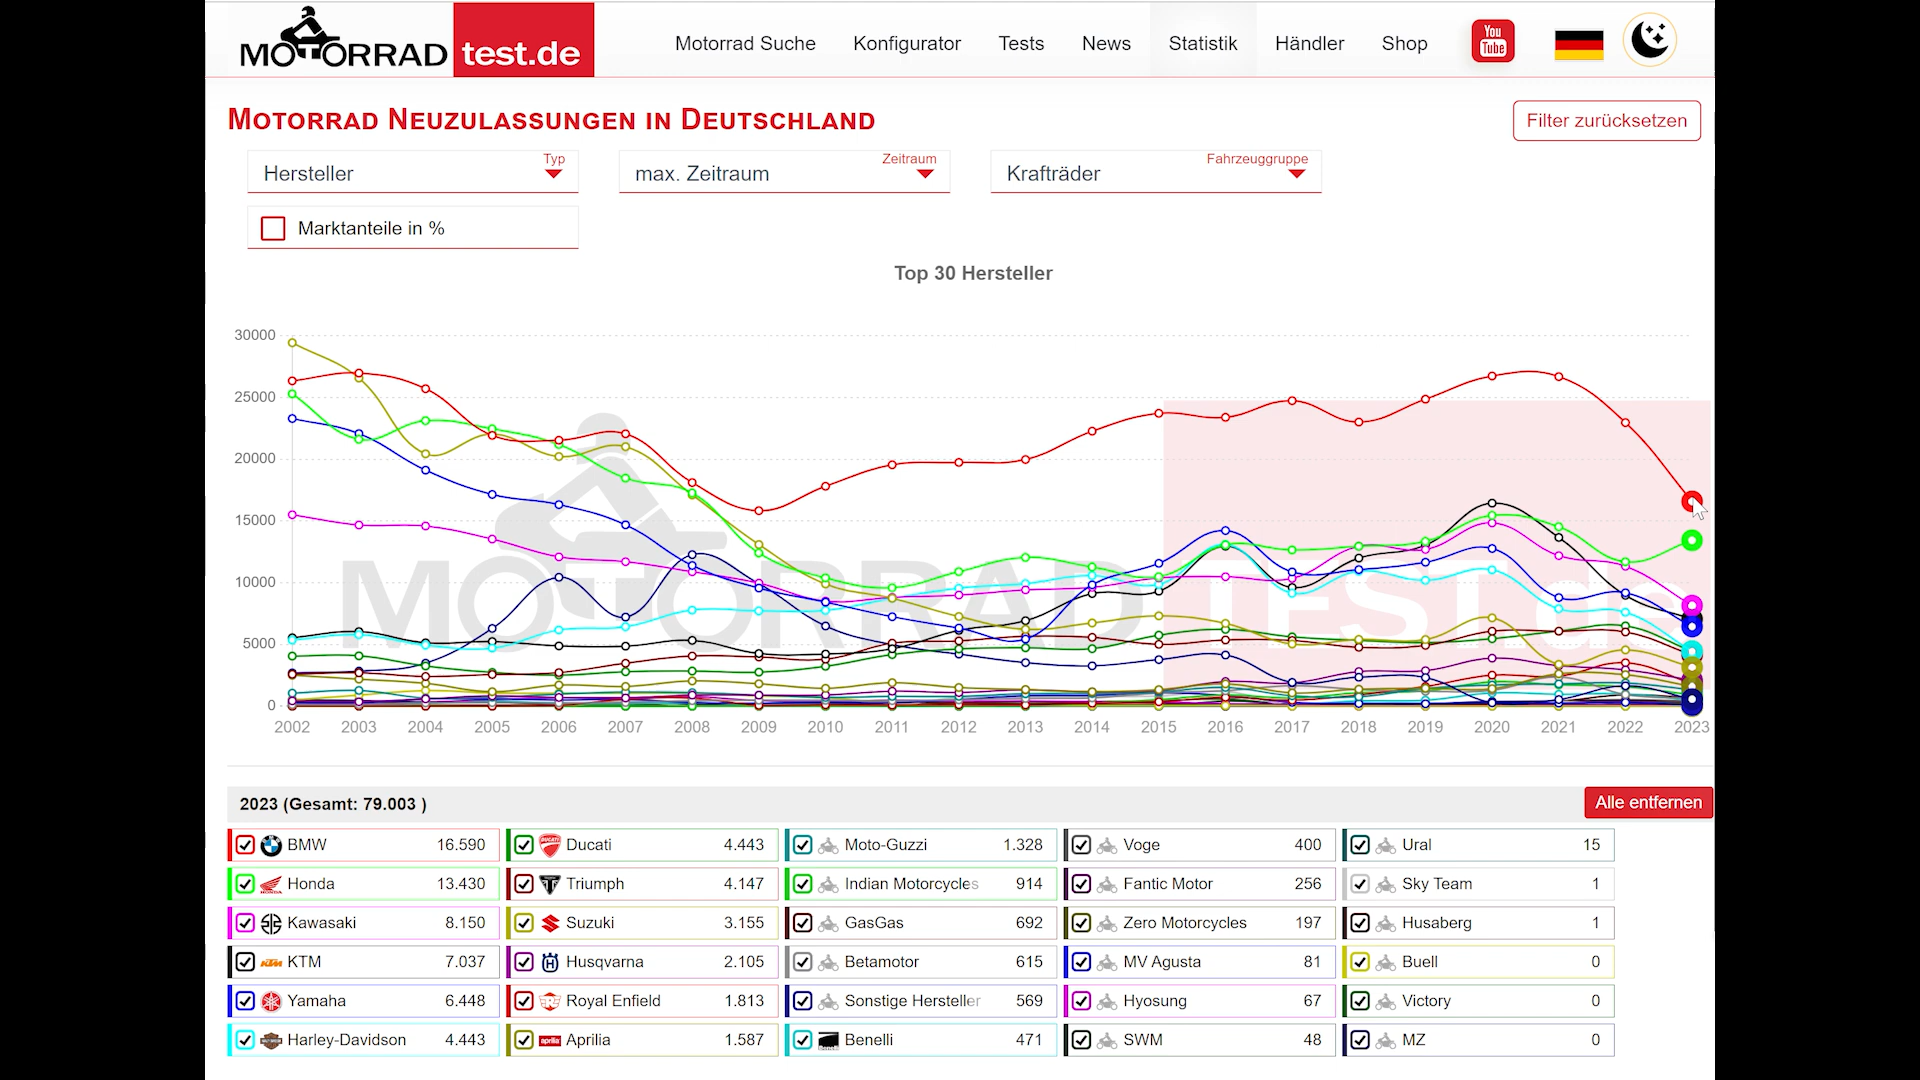 MOTORRAD test.de
Motorrad Suche Konfigurator Tests News Statistik Händler Shop You Tube
MOTORRAD NEUZULASSUNGEN IN DEUTSCHLAND
Filter zurücksetzen
Typ Zeitraum Fahrzeuggruppe
Hersteller max. Zeitraum Krafträder
Marktanteile in %
Top 30 Hersteller
30000
25000
20000
15000
10000
5000
0
MOTORRAD TEST.de
2002 2003 2004 2005 2006 2007 2008 2009 2010 2011 2012 2013 2014 2015 2016 2017 2018 2019 2020 2021 2022 2023
2023 (Gesamt: 79.003 )
Alle entfernen
BMW 16.590 Ducati 4.443 Moto-Guzzi 1.328 Voge 400 Ural 15
Honda 13.430 Triumph 4.147 Indian Motorcycles 914 Fantic Motor 256 Sky Team 1
Kawasaki 8.150 Suzuki 3.155 GasGas 692 Zero Motorcycles 197 Husaberg 1
KTM 7.037 Husqvarna 2.105 Betamotor 615 MV Agusta 81 Buell 0
Yamaha 6.448 Royal Enfield 1.813 Sonstige Hersteller 569 Hyosung 67 Victory 0
Harley-Davidson 4.443 Aprilia 1.587 Benelli 471 SWM 48 MZ 0